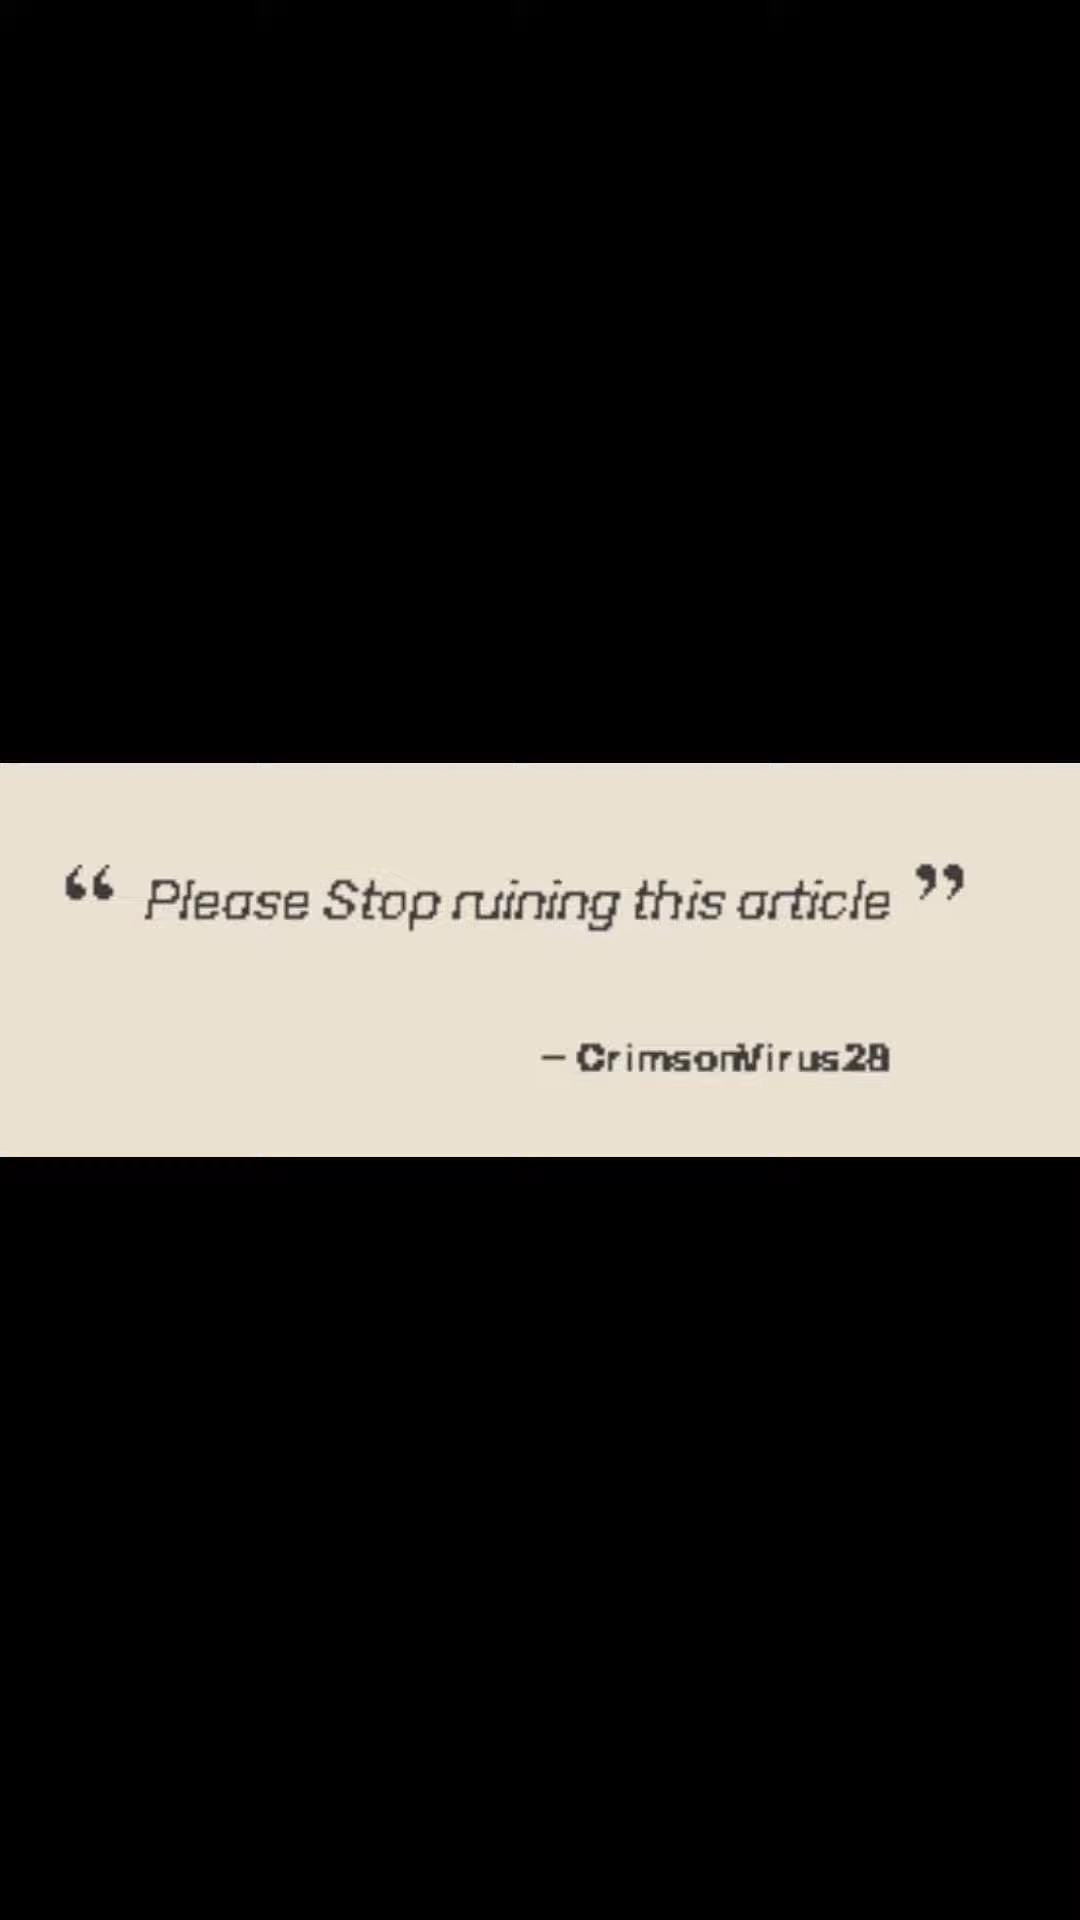 “ Please Stop ruining this article ”
– CrimsonVirus28